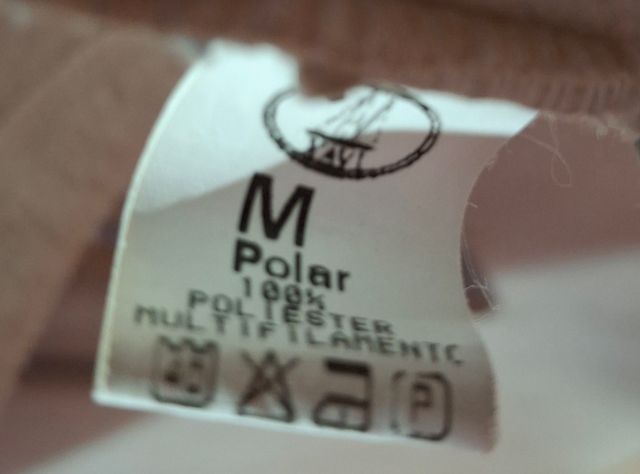 M
Polar
100%
POLIESTER
MULTIFILAMENTO
P